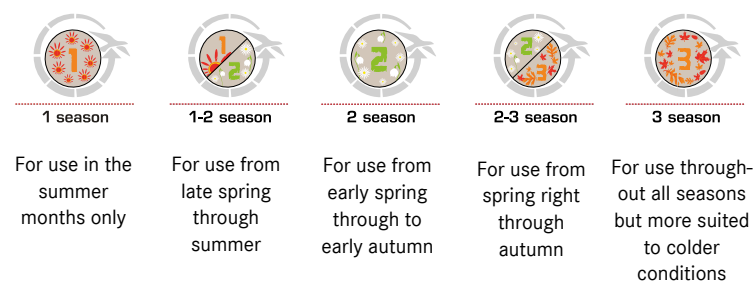 1
1
2
2
2
3
3
1 season
1-2 season
2 season
2-3 season
3 season
For use in the
summer
months only
For use from
late spring
through
summer
For use from
early spring
through to
early autumn
For use from
spring right
through
autumn
For use through-
out all seasons
but more suited
to colder
conditions